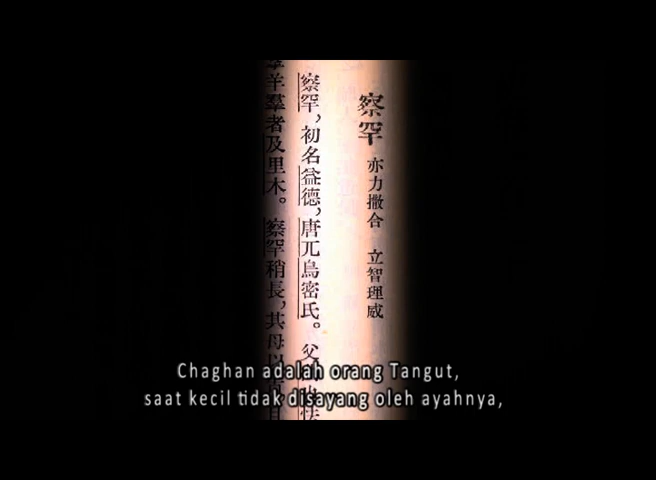 察罕 亦力撒合 立智理威
察罕，初名益德，唐兀烏密氏。父
羊羣者及里木。察罕稍長，其母以
Chaghan adalah orang Tangut,
saat kecil tidak disayang oleh ayahnya,